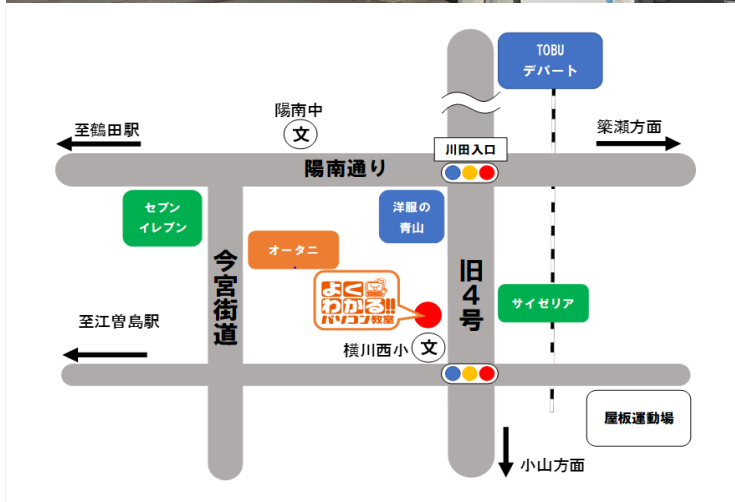 TOBU
デパート
陽南中
文
至鶴田駅
川田入口
簗瀬方面
陽南通り
セブン
イレブン
洋服の
青山
オータニ
今宮街道
旧4号
よく
わかる!!
パソコン教室
サイゼリア
至江曽島駅
横川西小
文
屋板運動場
小山方面